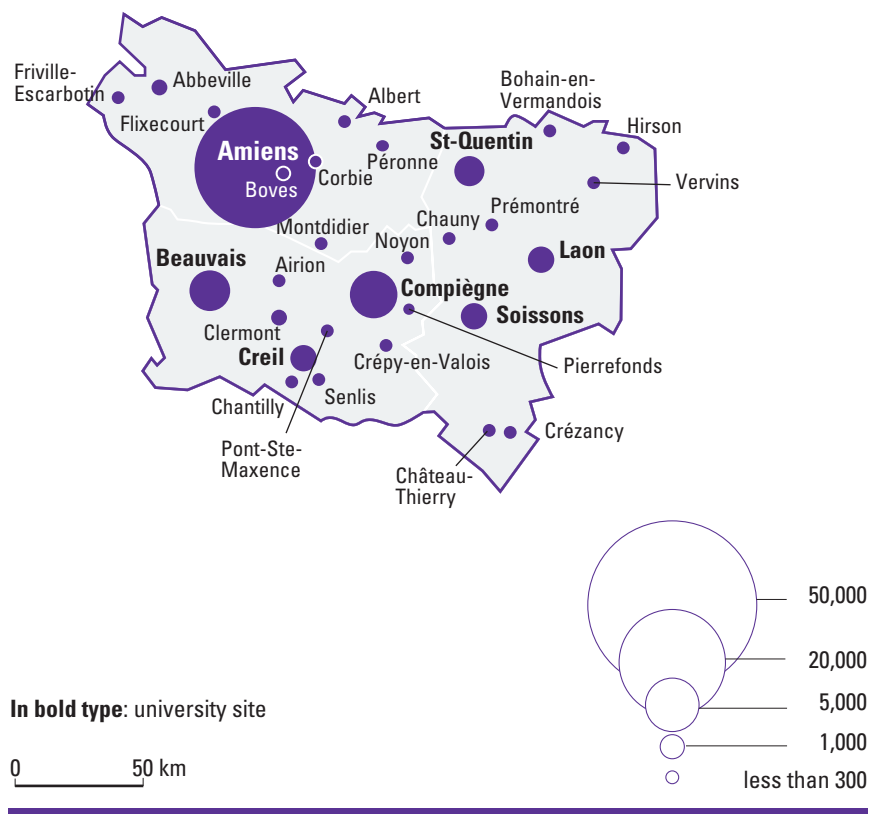 Friville-
Escarbotin
Abbeville
Flixecourt
Albert
Bohain-en-
Vermandois
Hirson
Amiens
Boves
Corbie
Péronne
St-Quentin
Vervins
Montdidier
Noyon
Chauny
Prémontré
Beauvais
Airion
Laon
Compiègne
Clermont
Soissons
Creil
Crépy-en-Valois
Pierrefonds
Chantilly
Senlis
Pont-Ste-
Maxence
Château-
Thierry
Crézancy
50,000
20,000
5,000
1,000
less than 300
In bold type: university site
0 50 km